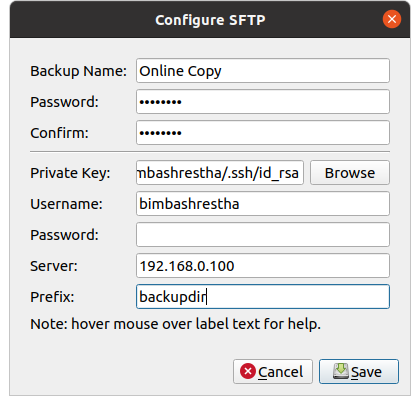 Configure SFTP
Backup Name: Online Copy
Password: ••••••••
Confirm: ••••••••
Private Key: mbashrestha/.ssh/id_rsa Browse
Username: bimbashrestha
Password:
Server: 192.168.0.100
Prefix: backupdir
Note: hover mouse over label text for help.
Cancel Save